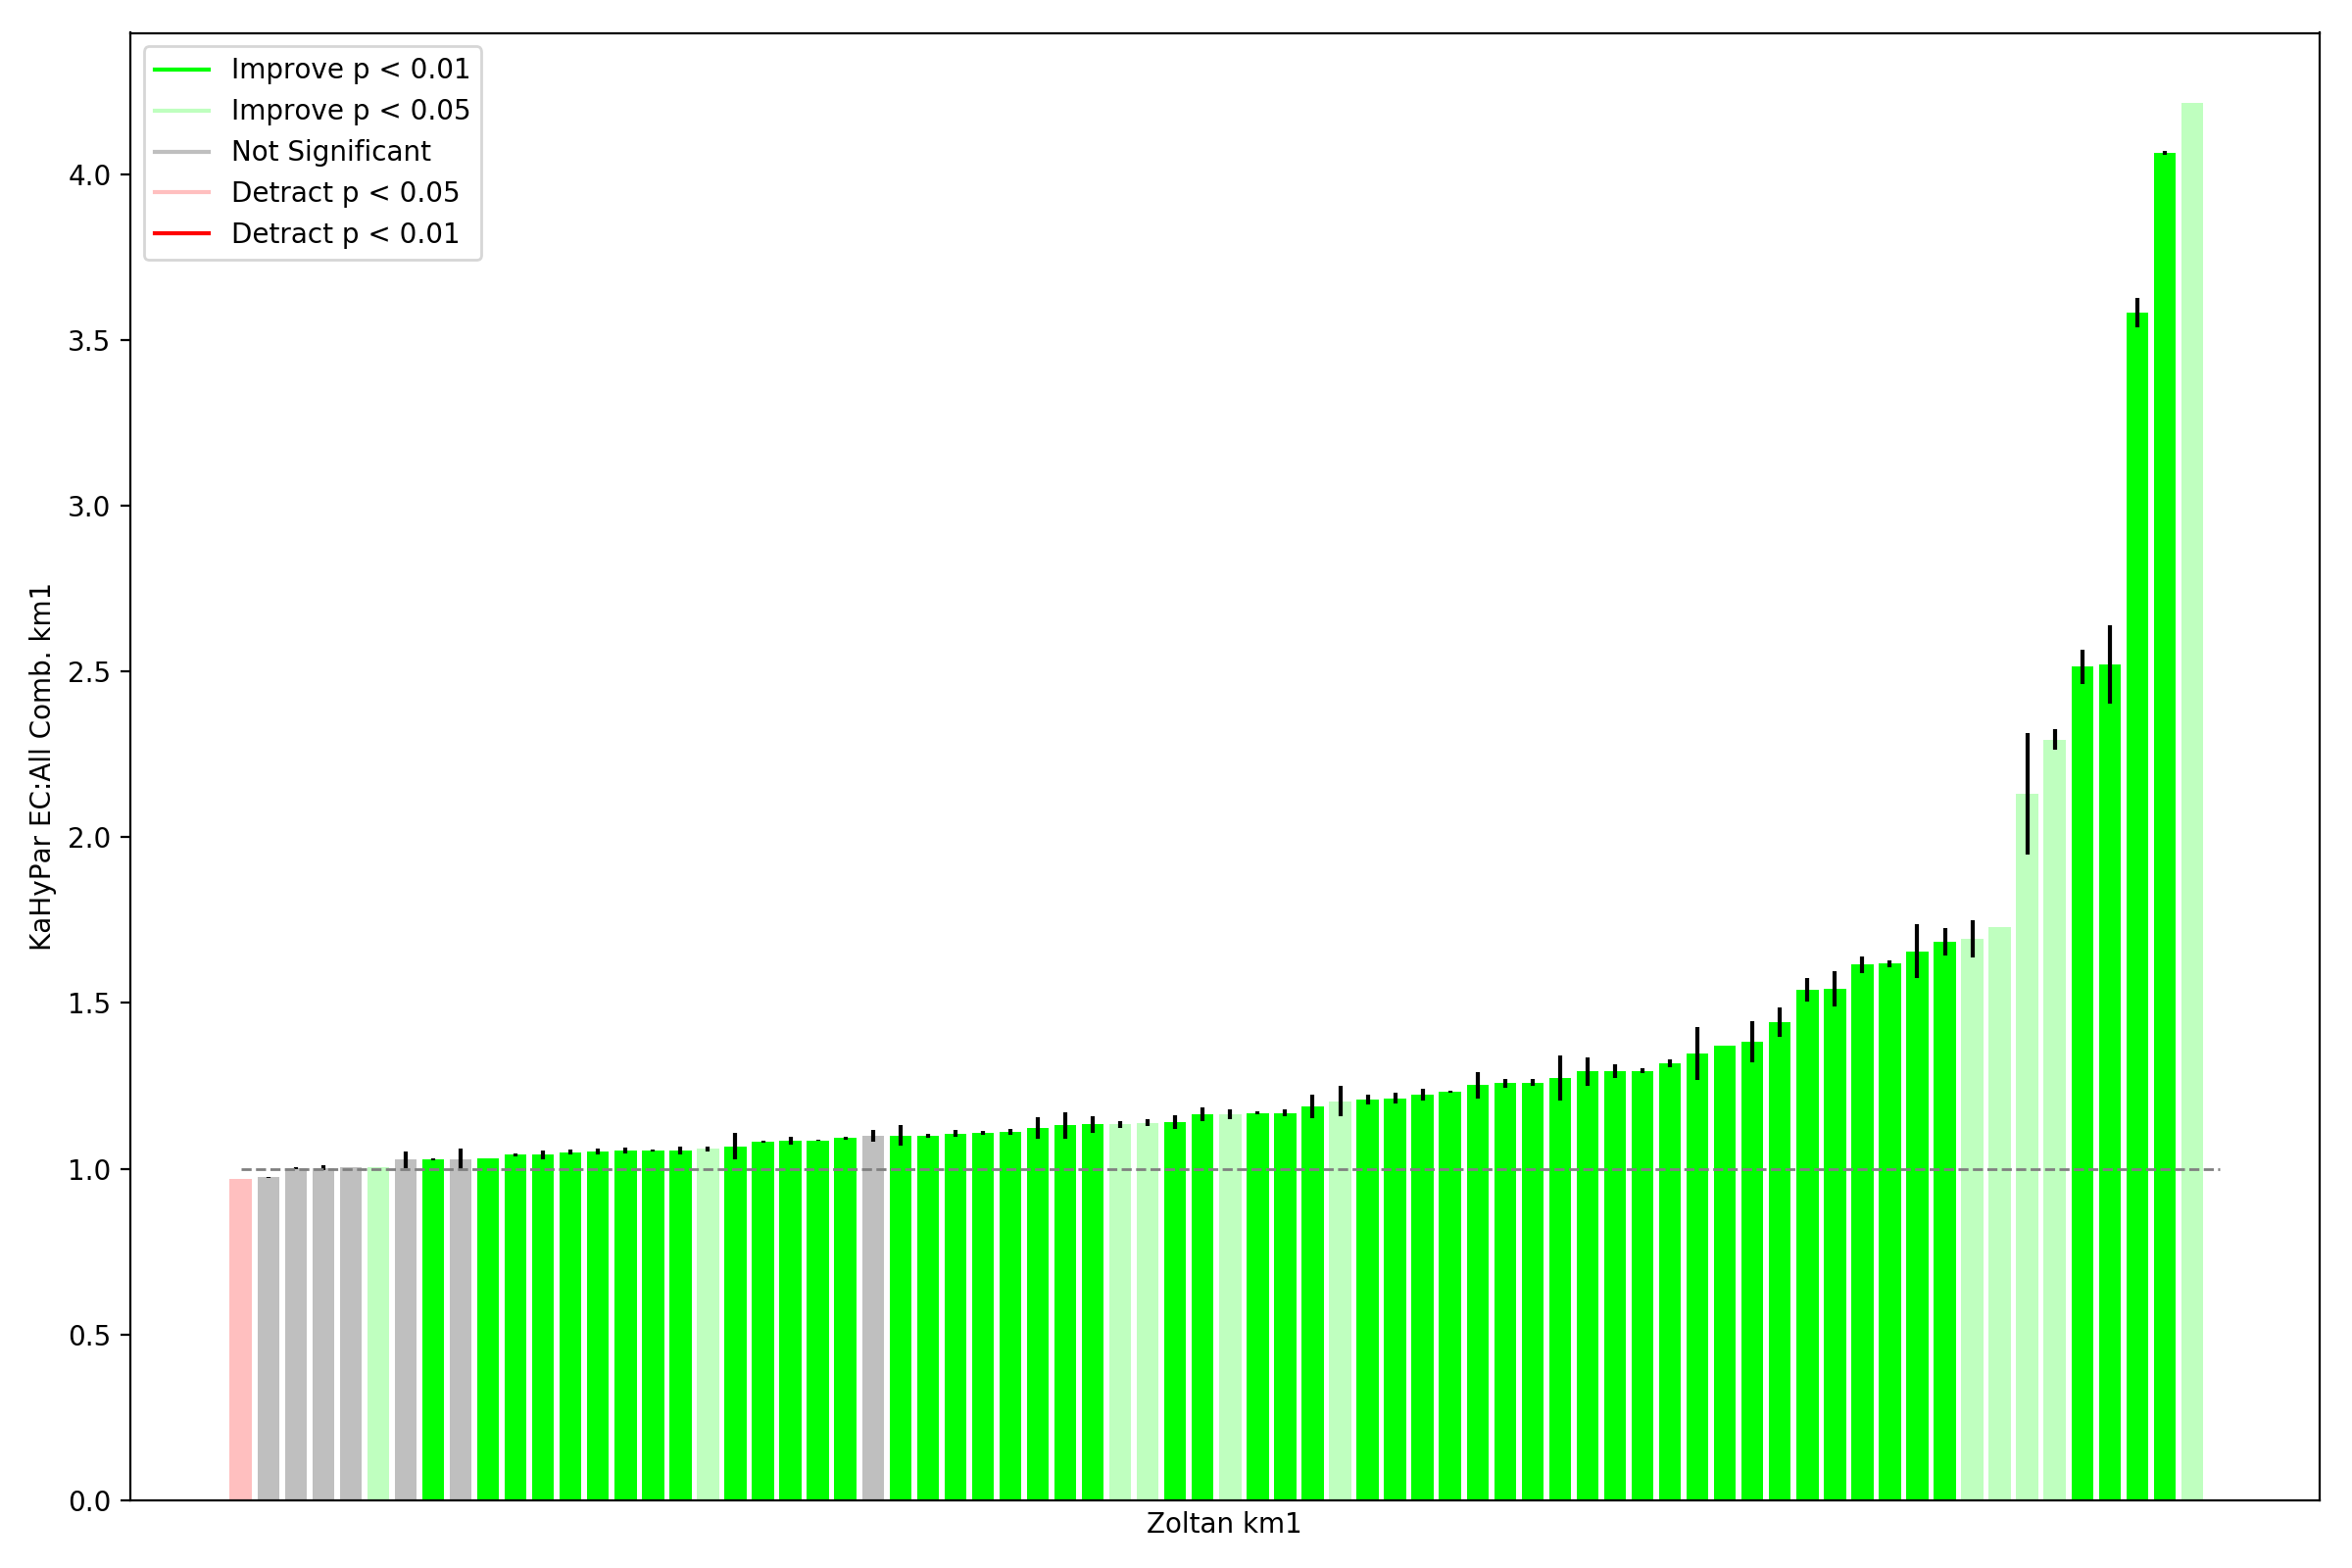 Improve p < 0.01
Improve p < 0.05
Not Significant
Detract p < 0.05
Detract p < 0.01
KaHyPar EC:All Comb. km1
4.0
3.5
3.0
2.5
2.0
1.5
1.0
0.5
0.0
Zoltan km1